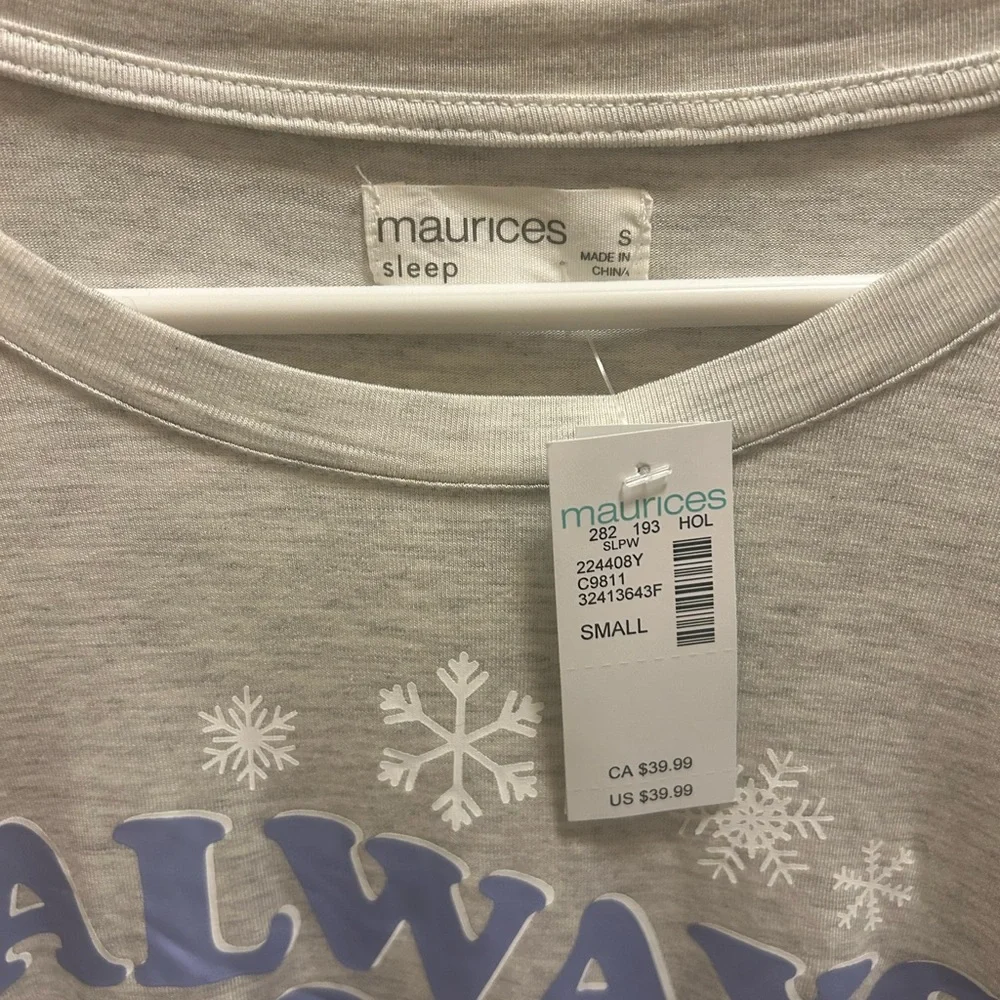 maurices
sleep
S
MADE IN
CHINA
maurices
282 193 HOL
SLPW
224408Y
C9811
32413643F
SMALL
CA $39.99
US $39.99
ALWAYS